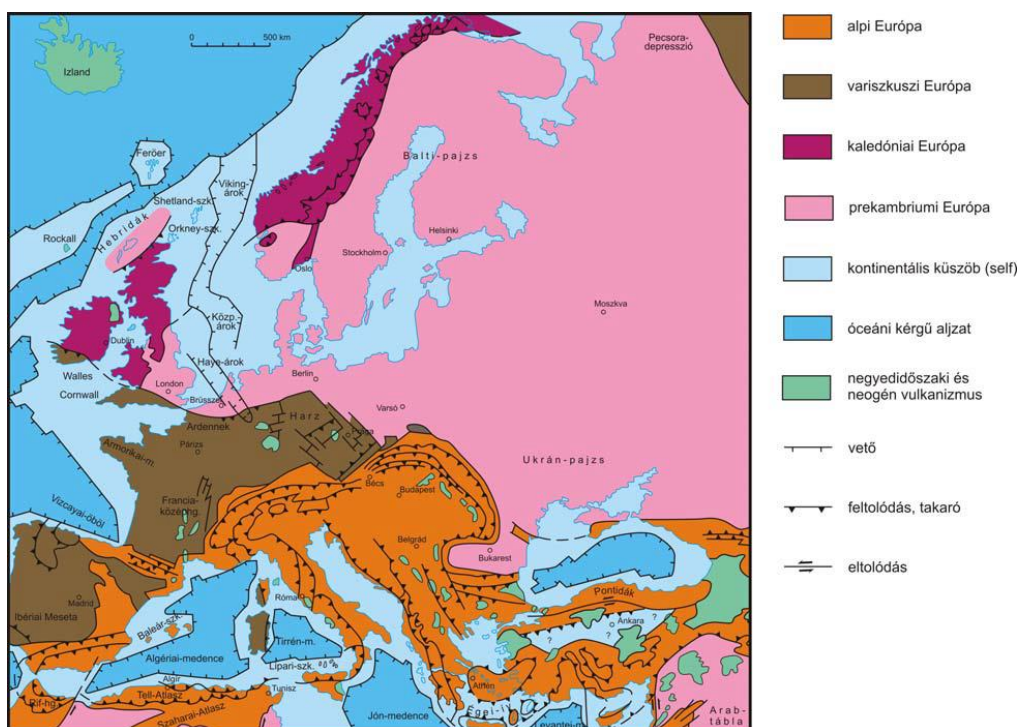 0 500 km
Izland
Feröer
Viking-
árok
Shetland-szk.
Orkney-szk.
Hebridák
Rockall
Pecsora-
depresszió
Balti-pajzs
Helsinki
Stockholm
Oslo
Moszkva
Közp.-
árok
Dublin
Haye-árok
Walles
London
Cornwall
Brüsszel
Berlin
Varsó
Ardennek
Harz
Prága
Armorikai-m.
Párizs
Ukrán-pajzs
Vizcayai-öböl
Francia-
középhg.
Bécs
Budapest
Belgrád
Bukarest
Madrid
Ibériai Meseta
Baleár-szk.
Róma
Pontidák
Ankara
? ? ?
Tirrén-m.
Algériai-medence
Lipari-szk.
Algír
Tunisz
Athén
Rif-hg.
Tell-Atlasz
Szaharai-Atlasz
Jón-medence
Égei-ív
Levantei-m.
Arab-
tábla
alpi Európa
variszkuszi Európa
kaledóniai Európa
prekambriumi Európa
kontinentális küszöb (self)
óceáni kérgű aljzat
negyedidőszaki és
neogén vulkanizmus
vető
feltolódás, takaró
eltolódás